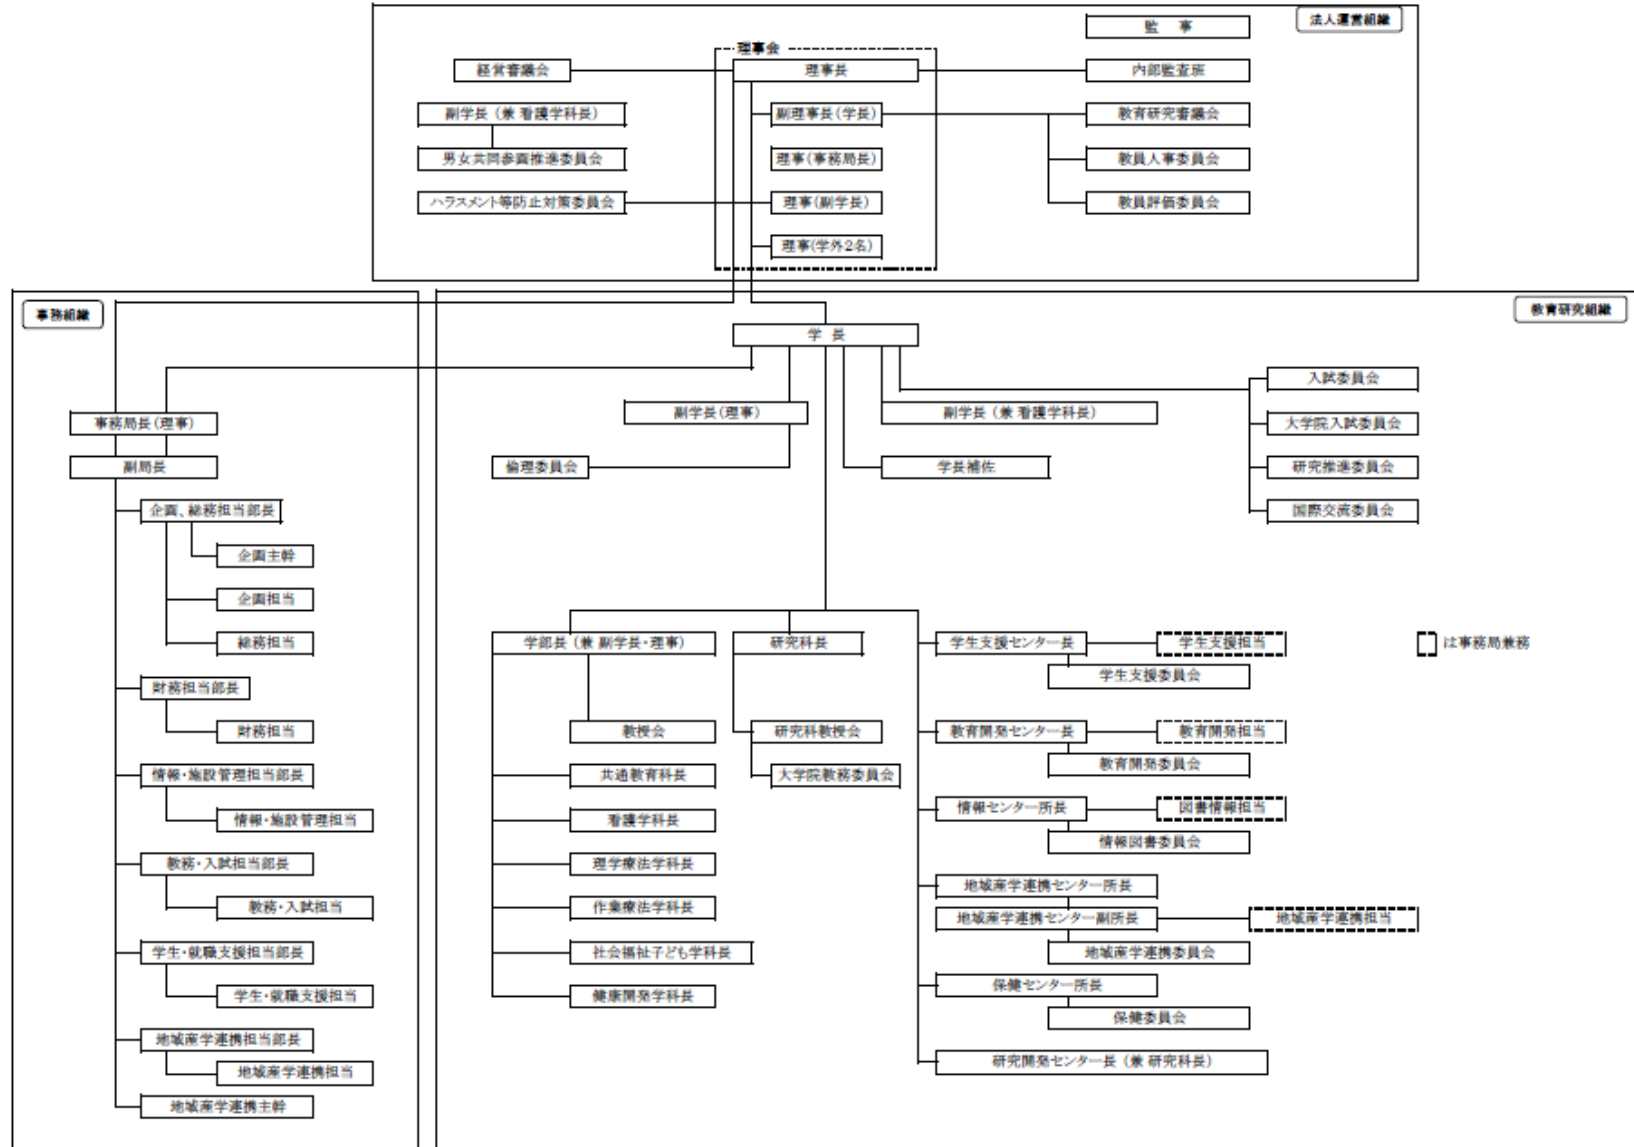 法人運営組織
監　事
理事会
経営審議会
理事長
内部監査班
副学長（兼 看護学科長）
副理事長(学長)
教育研究審議会
男女共同参画推進委員会
理事(事務局長)
教員人事委員会
ハラスメント等防止対策委員会
理事(副学長)
教員評価委員会
理事(学外2名)
事務組織
教育研究組織
学　長
入試委員会
副学長(理事)
副学長（兼 看護学科長）
事務局長(理事)
大学院入試委員会
副局長
倫理委員会
学長補佐
研究推進委員会
企画、総務担当部長
国際交流委員会
企画主幹
企画担当
総務担当
学部長（兼 副学長・理事）
研究科長
学生支援センター長
学生支援担当
は事務局兼務
学生支援委員会
財務担当部長
財務担当
教授会
研究科教授会
教育開発センター長
教育開発担当
教育開発委員会
情報・施設管理担当部長
共通教育科長
大学院教務委員会
情報センター所長
図書情報担当
情報・施設管理担当
看護学科長
情報図書委員会
教務・入試担当部長
理学療法学科長
地域産学連携センター所長
教務・入試担当
作業療法学科長
地域産学連携センター副所長
地域産学連携担当
学生・就職支援担当部長
社会福祉子ども学科長
地域産学連携委員会
学生・就職支援担当
健康開発学科長
保健センター所長
保健委員会
地域産学連携担当部長
研究開発センター長（兼 研究科長）
地域産学連携担当
地域産学連携主幹